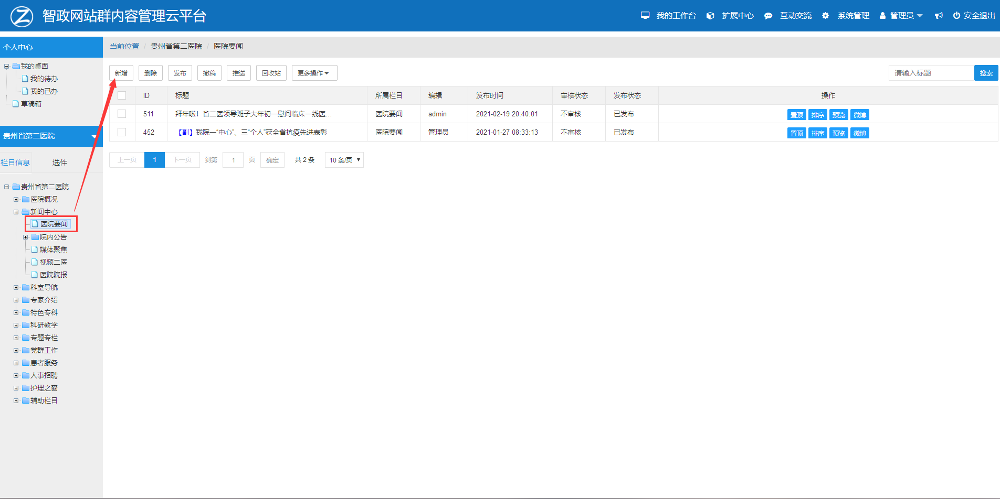 智政网站群内容管理云平台
我的工作台 扩展中心 互动交流 系统管理 管理员 安全退出
个人中心
我的桌面
我的待办
我的已办
草稿箱
贵州省第二医院
栏目信息 选件
贵州省第二医院
医院概况
新闻中心
医院要闻
院内公告
媒体聚焦
视频二医
医院院报
科室导航
专家介绍
特色专科
科研教学
专题专栏
党群工作
患者服务
人事招聘
护理之窗
辅助栏目
当前位置 / 贵州省第二医院 / 医院要闻
新增 删除 发布 撤稿 推送 回收站 更多操作 请输入标题 搜索
ID 标题 所属栏目 编辑 发布时间 审核状态 发布状态 操作
511 拜年啦！省二医领导班子大年初一慰问临床一线医... 医院要闻 admin 2021-02-19 20:40:01 不审核 已发布 置顶 排序 预览 微博
452 【副】我院一“中心”、三“个人”获全省抗疫先进表彰 医院要闻 管理员 2021-01-27 08:33:13 不审核 已发布 置顶 排序 预览 微博
上一页 1 下一页 到第 1 页 确定 共 2 条 10 条/页